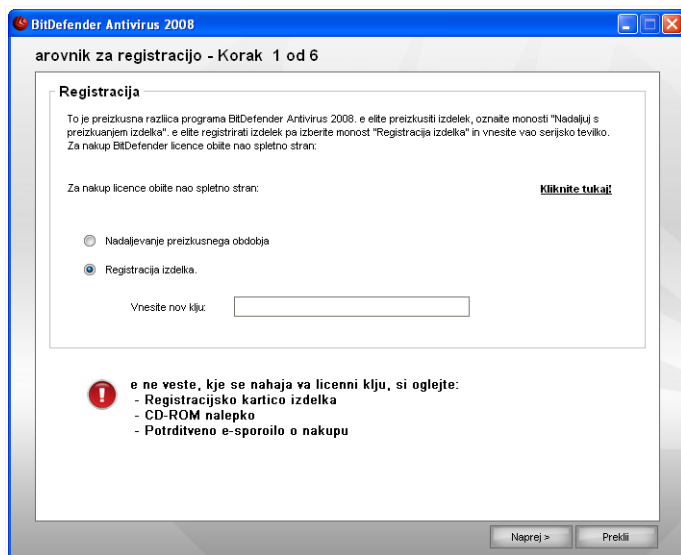 BitDefender Antivirus 2008
arovnik za registracijo - Korak 1 od 6
Registracija
To je preizkusna razliica programa BitDefender Antivirus 2008. e elite preizkusiti izdelek, oznaite monosti "Nadaljuj s
preizkuanjem izdelka". e elite registrirati izdelek pa izberite monost "Registracija izdelka" in vnesite vao serijsko tevilko.
Za nakup BitDefender licence obiite nao spletno stran:
Za nakup licence obiite nao spletno stran:
Kliknite tukaj!
Nadaljevanje preizkusnega obdobja
Registracija izdelka.
Vnesite nov klju:
e ne veste, kje se nahaja va licenni klju, si oglejte:
- Registracijsko kartico izdelka
- CD-ROM nalepko
- Potrditveno e-sporoilo o nakupu
Naprej >
Preklii